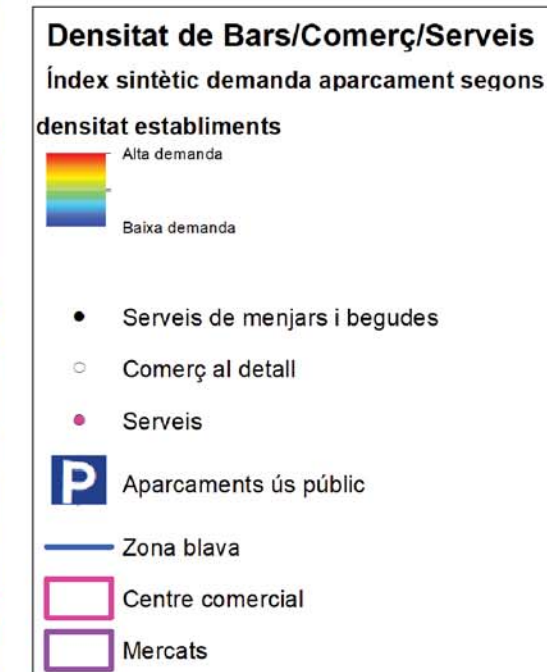 Densitat de Bars/Comerç/Serveis
Índex sintètic demanda aparcament segons
densitat establiments
Alta demanda
Baixa demanda
Serveis de menjars i begudes
Comerç al detall
Serveis
P
Aparcaments ús públic
Zona blava
Centre comercial
Mercats